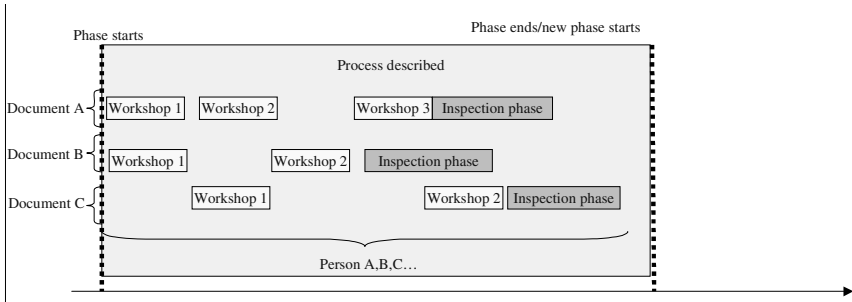 Phase starts
Phase ends/new phase starts
Process described
Document A
Workshop 1
Workshop 2
Workshop 3
Inspection phase
Document B
Workshop 1
Workshop 2
Inspection phase
Document C
Workshop 1
Workshop 2
Inspection phase
Person A,B,C…